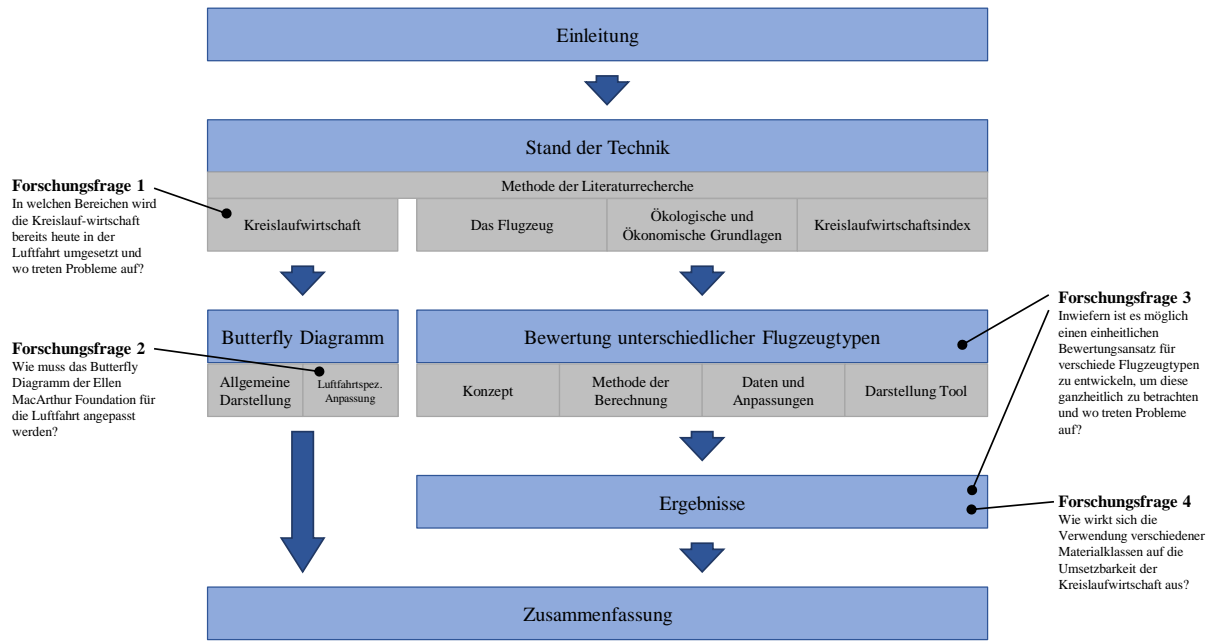 Einleitung
Stand der Technik
Methode der Literaturrecherche
Kreislaufwirtschaft
Das Flugzeug
Ökologische und
Ökonomische Grundlagen
Kreislaufwirtschaftsindex
Forschungsfrage 1
In welchen Bereichen wird
die Kreislauf-wirtschaft
bereits heute in der
Luftfahrt umgesetzt und
wo treten Probleme auf?
Butterfly Diagramm
Allgemeine
Darstellung
Luftfahrtspez.
Anpassung
Forschungsfrage 2
Wie muss das Butterfly
Diagramm der Ellen
MacArthur Foundation für
die Luftfahrt angepasst
werden?
Bewertung unterschiedlicher Flugzeugtypen
Konzept
Methode der
Berechnung
Daten und
Anpassungen
Darstellung Tool
Forschungsfrage 3
Inwiefern ist es möglich
einen einheitlichen
Bewertungsansatz für
verschiede Flugzeugtypen
zu entwickeln, um diese
ganzheitlich zu betrachten
und wo treten Probleme
auf?
Ergebnisse
Forschungsfrage 4
Wie wirkt sich die
Verwendung verschiedener
Materialklassen auf die
Umsetzbarkeit der
Kreislaufwirtschaft aus?
Zusammenfassung